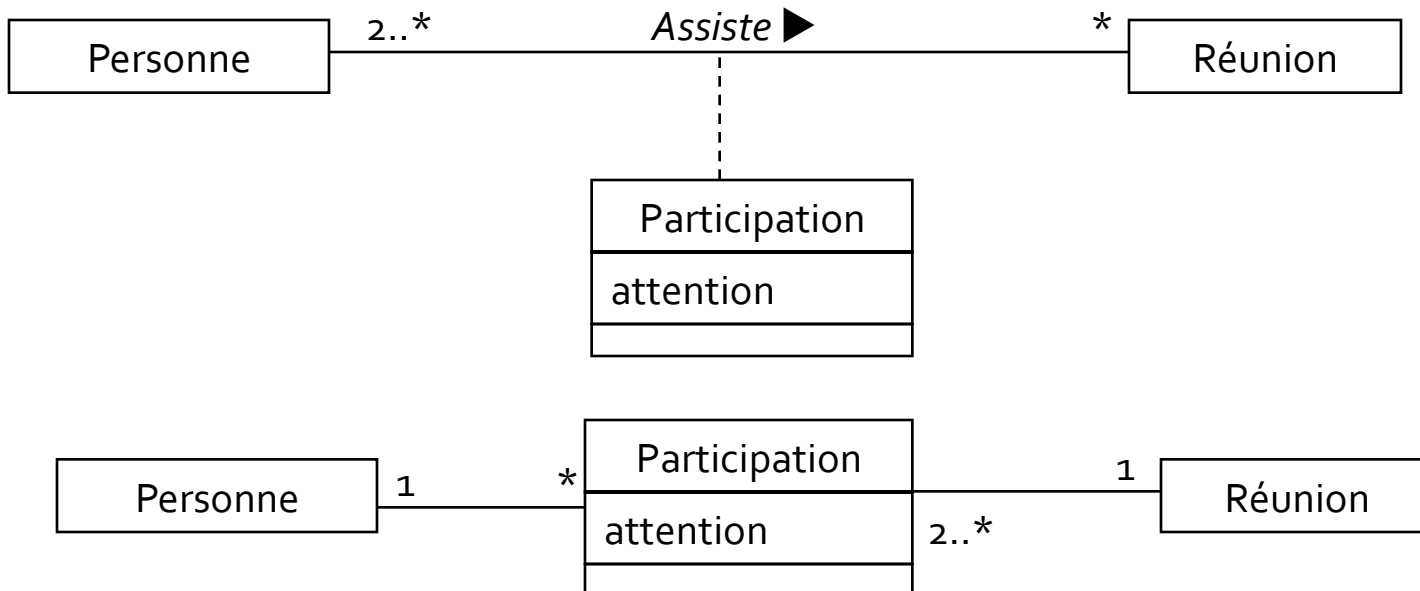 2..* Assiste ▶ *
Personne Réunion
Participation
attention
Participation
1 * 1
Personne Réunion
attention 2..*